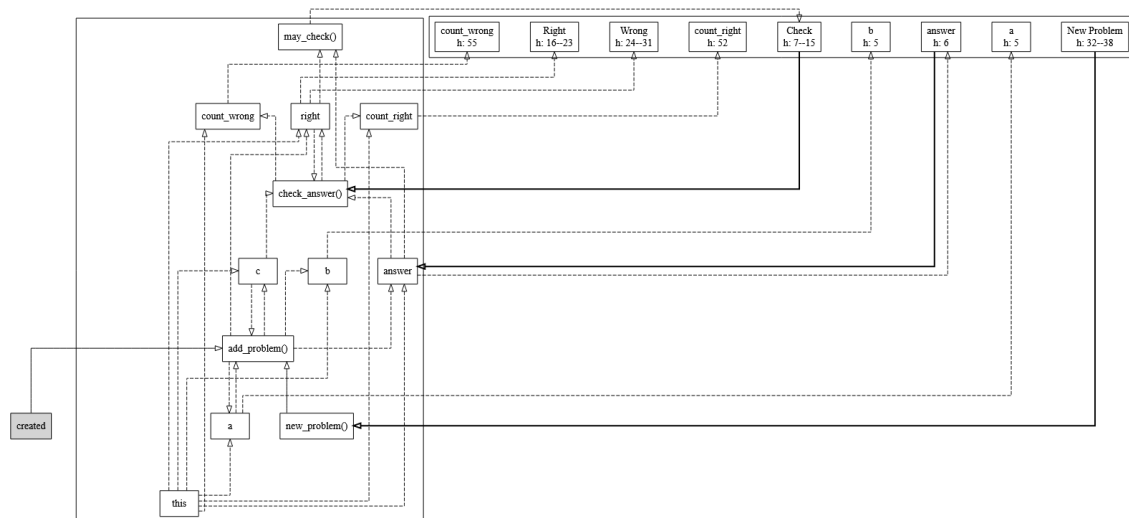 may_check()
count_wrong
h: 55
Right
h: 16--23
Wrong
h: 24--31
count_right
h: 52
Check
h: 7--15
b
h: 5
answer
h: 6
a
h: 5
New Problem
h: 32--38
count_wrong
right
count_right
check_answer()
c
b
answer
add_problem()
created
a
new_problem()
this